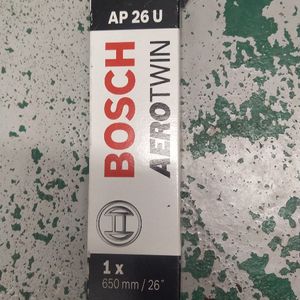 AP 26 U
BOSCH
AEROTWIN
1 x
650 mm / 26"